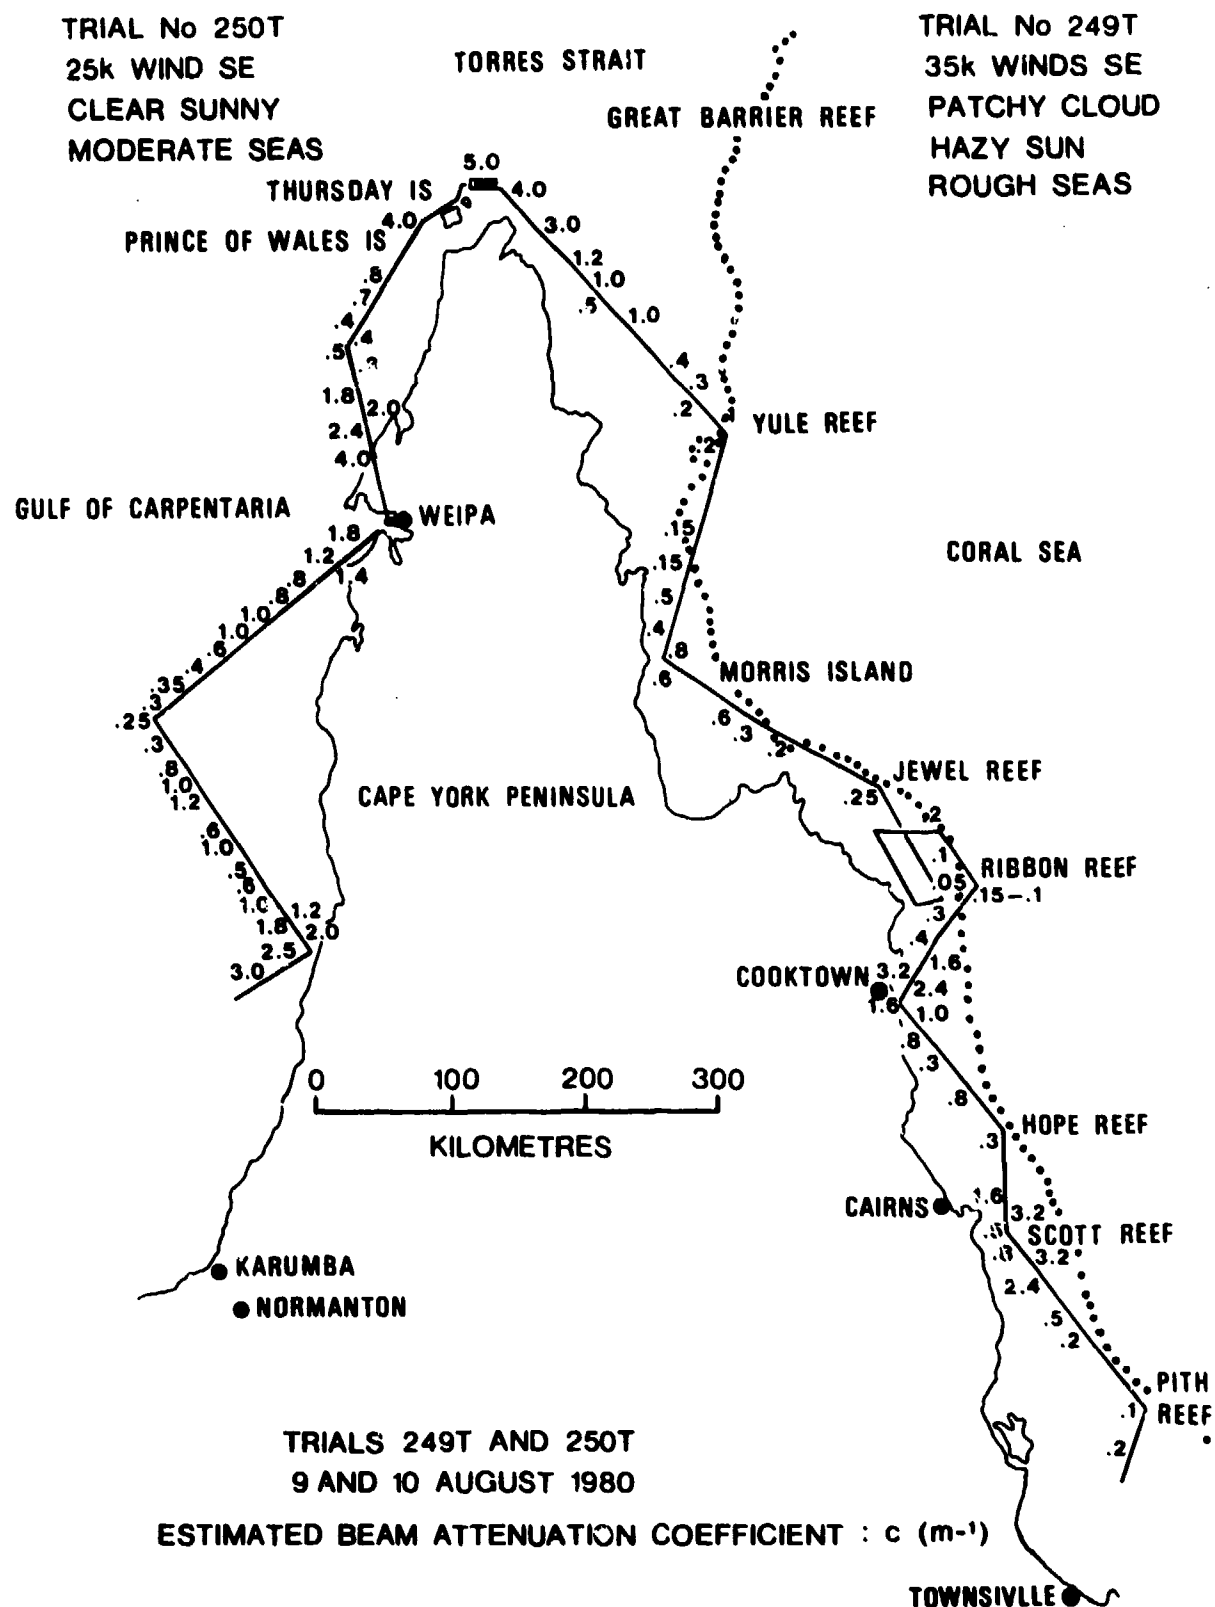 TRIAL No 250T
25k WIND SE
CLEAR SUNNY
MODERATE SEAS
TRIAL No 249T
35k WINDS SE
PATCHY CLOUD
HAZY SUN
ROUGH SEAS
TORRES STRAIT
GREAT BARRIER REEF
5.0
THURSDAY IS
4.0
4.0
3.0
PRINCE OF WALES IS
1.2
.8
1.0
.7
.5
1.0
.4
.4
.5
.4
.3
.3
1.8
2.0
.2
.1
YULE REEF
2.4
.2
4.0
GULF OF CARPENTARIA
WEIPA
.15
1.8
CORAL SEA
1.2
.15
1.4
.8
.8
.5
1.0
1.0
.4
.6
.8
.4
.6
MORRIS ISLAND
.35
.3
.25
.6
.3
.3
.2
.8
JEWEL REEF
1.0
1.2
CAPE YORK PENINSULA
.25
.2
.6
1.0
.1
RIBBON REEF
.5
.6
.05
.15-.1
1.0
1.2
.3
1.8
2.0
.4
2.5
1.6
3.0
COOKTOWN
3.2
2.4
1.6
1.0
.8
.3
0 100 200 300
.8
KILOMETRES
HOPE REEF
.3
1.6
CAIRNS
3.2
SCOTT REEF
3.2
KARUMBA
2.4
NORMANTON
.5
.2
PITH
REEF
.1
.2
TRIALS 249T AND 250T
9 AND 10 AUGUST 1980
ESTIMATED BEAM ATTENUATION COEFFICIENT : c (m-¹)
TOWNSIVLLE